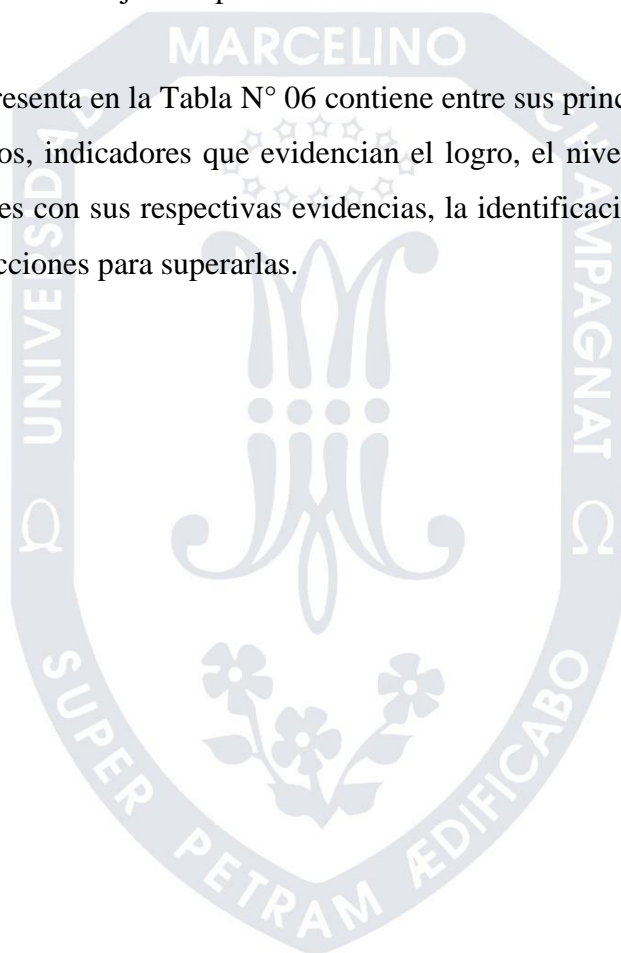 MARCELINO
resenta en la Tabla N° 06 contiene entre sus princ
os, indicadores que evidencian el logro, el nive
es con sus respectivas evidencias, la identificaci
cciones para superarlas.
UNIVERSIDAD
CHAMPAGNAT
SUPER PETRAM ÆDIFICABO